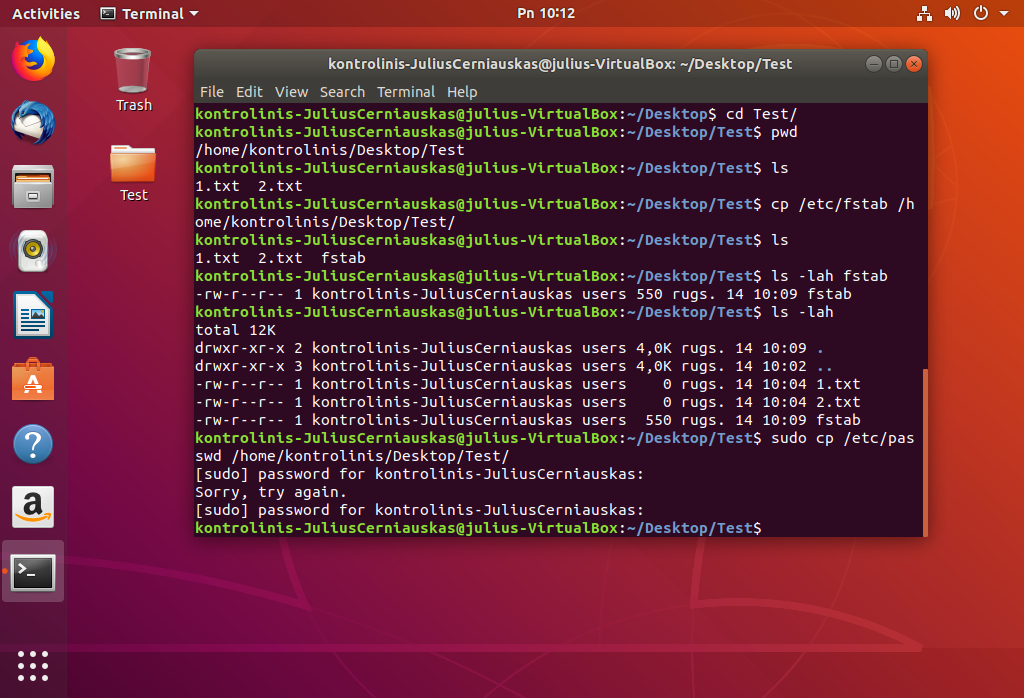 Activities Terminal Pn 10:12
Trash
Test
kontrolinis-JuliusCerniauskas@julius-VirtualBox: ~/Desktop/Test
File Edit View Search Terminal Help
kontrolinis-JuliusCerniauskas@julius-VirtualBox:~/Desktop$ cd Test/
kontrolinis-JuliusCerniauskas@julius-VirtualBox:~/Desktop/Test$ pwd
/home/kontrolinis/Desktop/Test
kontrolinis-JuliusCerniauskas@julius-VirtualBox:~/Desktop/Test$ ls
1.txt  2.txt
kontrolinis-JuliusCerniauskas@julius-VirtualBox:~/Desktop/Test$ cp /etc/fstab /h
ome/kontrolinis/Desktop/Test/
kontrolinis-JuliusCerniauskas@julius-VirtualBox:~/Desktop/Test$ ls
1.txt  2.txt  fstab
kontrolinis-JuliusCerniauskas@julius-VirtualBox:~/Desktop/Test$ ls -lah fstab
-rw-r--r-- 1 kontrolinis-JuliusCerniauskas users 550 rugs. 14 10:09 fstab
kontrolinis-JuliusCerniauskas@julius-VirtualBox:~/Desktop/Test$ ls -lah
total 12K
drwxr-xr-x 2 kontrolinis-JuliusCerniauskas users 4,0K rugs. 14 10:09 .
drwxr-xr-x 3 kontrolinis-JuliusCerniauskas users 4,0K rugs. 14 10:02 ..
-rw-r--r-- 1 kontrolinis-JuliusCerniauskas users    0 rugs. 14 10:04 1.txt
-rw-r--r-- 1 kontrolinis-JuliusCerniauskas users    0 rugs. 14 10:04 2.txt
-rw-r--r-- 1 kontrolinis-JuliusCerniauskas users  550 rugs. 14 10:09 fstab
kontrolinis-JuliusCerniauskas@julius-VirtualBox:~/Desktop/Test$ sudo cp /etc/pas
swd /home/kontrolinis/Desktop/Test/
[sudo] password for kontrolinis-JuliusCerniauskas:
Sorry, try again.
[sudo] password for kontrolinis-JuliusCerniauskas:
kontrolinis-JuliusCerniauskas@julius-VirtualBox:~/Desktop/Test$